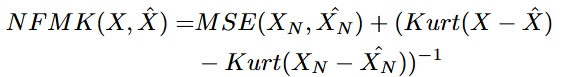 NFMK(X, X̂) =MSE(X_N, X̂_N) + (Kurt(X − X̂)
− Kurt(X_N − X̂_N))⁻¹